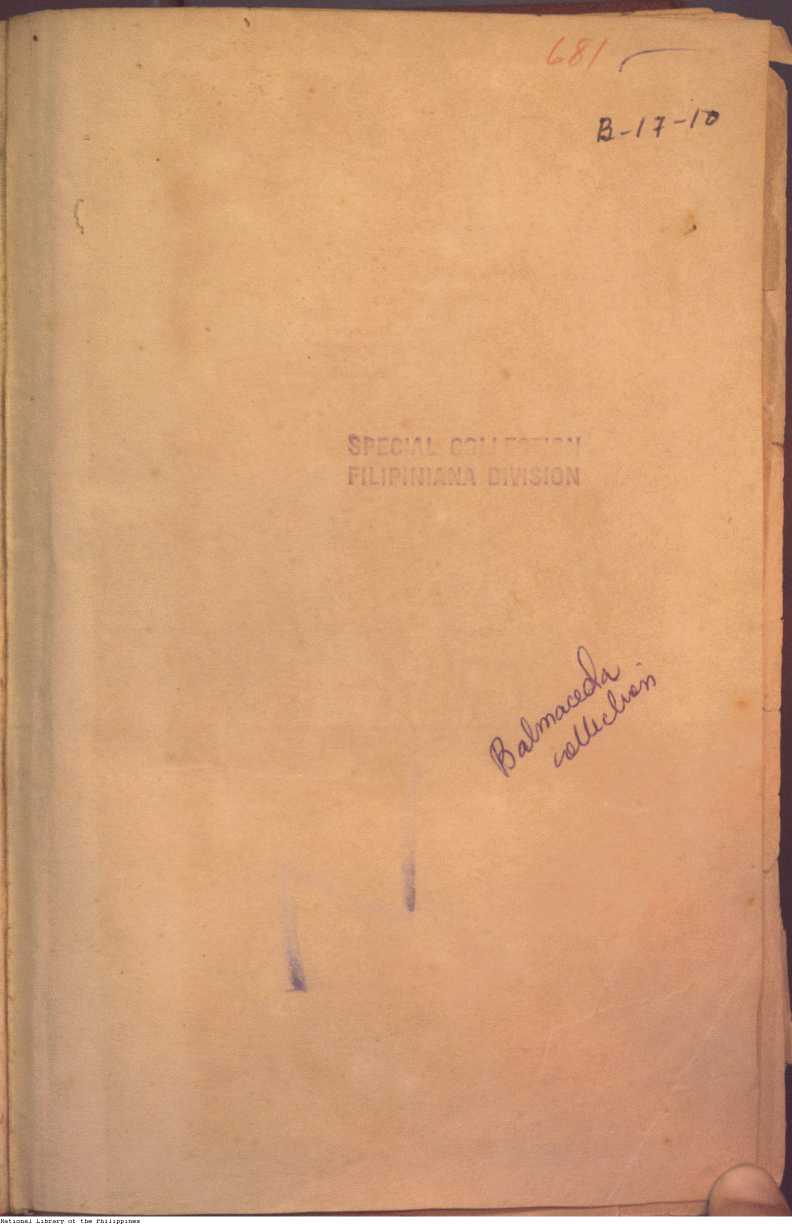 681
B-17-10
SPECIAL COLLECTION
FILIPINIANA DIVISION
Balmaceda
collection
National Library of the Philippines